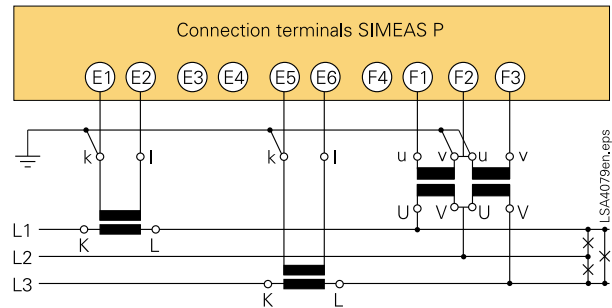 Connection terminals SIMEAS P
E1 E2 E3 E4 E5 E6 F4 F1 F2 F3
k l k l u v u v
U V U V
L1
K L
L2
L3
K L
LSA4079en.eps